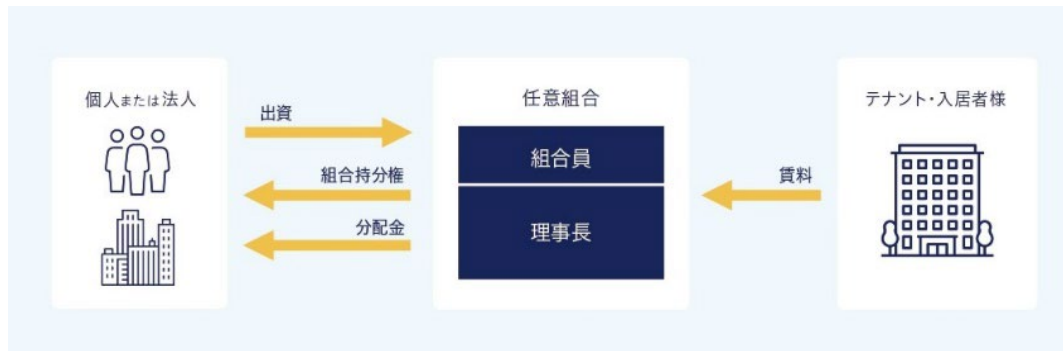 個人または法人
出資
組合持分権
分配金
任意組合
組合員
理事長
賃料
テナント・入居者様